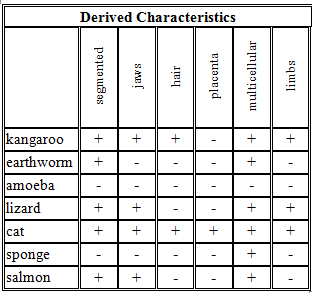 Derived Characteristics
segmented jaws hair placenta multicellular limbs
kangaroo + + + - + +
earthworm + - - - + -
amoeba - - - - - -
lizard + + - - + +
cat + + + + + +
sponge - - - - + -
salmon + + - - + -